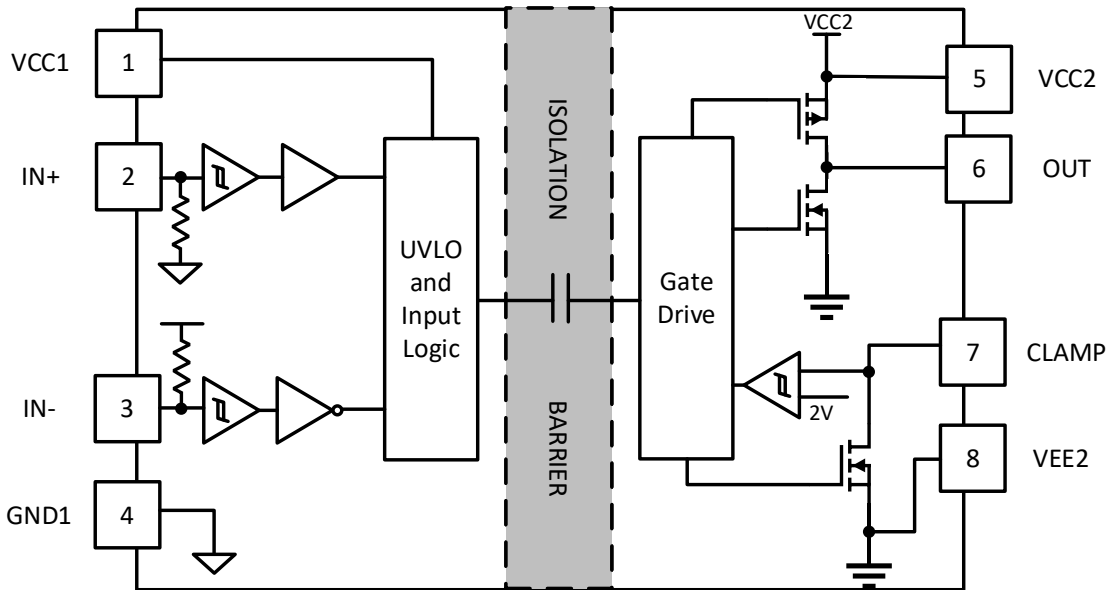 VCC1
1
IN+
2
IN-
3
GND1
4
UVLO
and
Input
Logic
ISOLATION
BARRIER
Gate
Drive
VCC2
2V
5
VCC2
6
OUT
7
CLAMP
8
VEE2